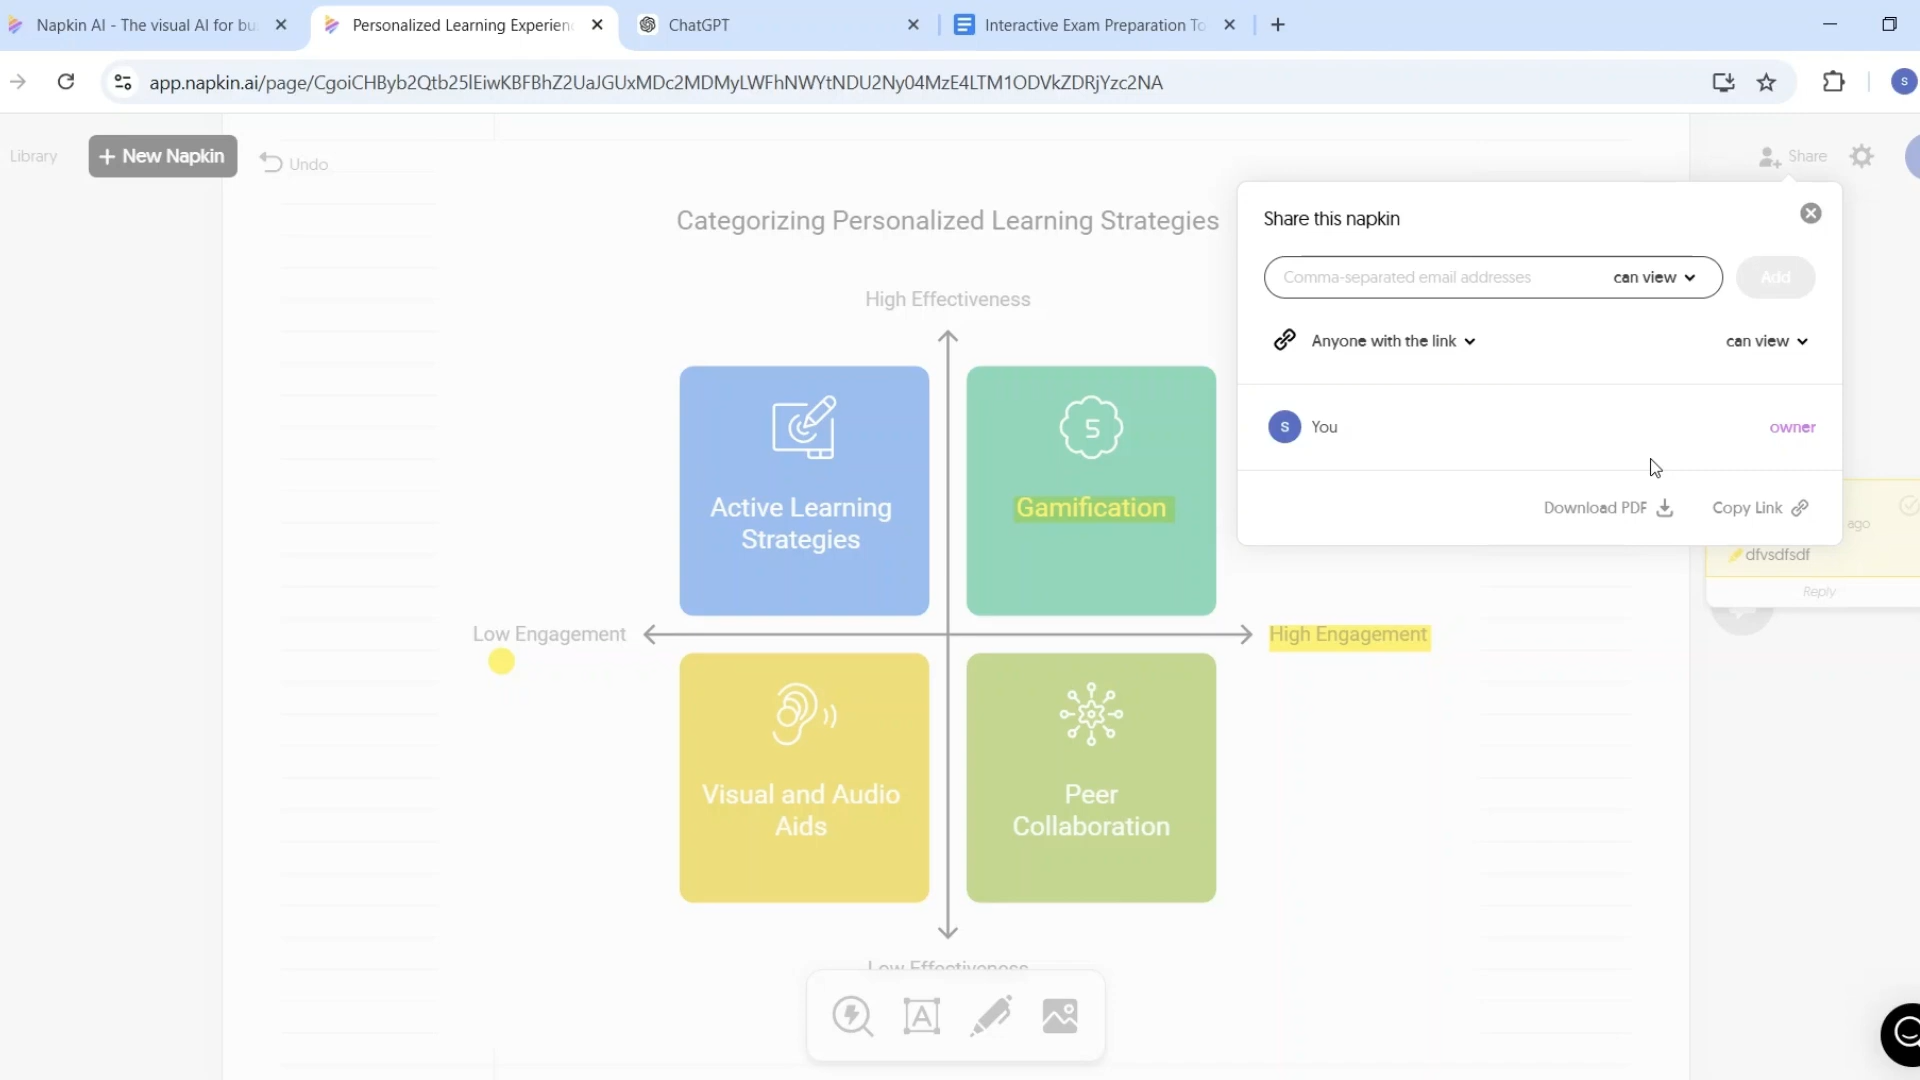 Napkin AI - The visual AI for bu
Personalized Learning Experien
ChatGPT
Interactive Exam Preparation To
app.napkin.ai/page/CgoiCHByb2Qtb25lEiwKBFBhZ2UaJGUxMDc2MDMyLWFhNWYtNDU2Ny04MzE4LTM1ODVkZDRjYzc2NA
S
Library
+ New Napkin
Undo
Share
Categorizing Personalized Learning Strategies
High Effectiveness
Active Learning
Strategies
5
Gamification
Low Engagement
High Engagement
Visual and Audio
Aids
Peer
Collaboration
Low Effectiveness
A
Share this napkin
Comma-separated email addresses
can view
Add
Anyone with the link
can view
S
You
owner
Download PDF
Copy Link
ago
dfvsdfsdf
Reply